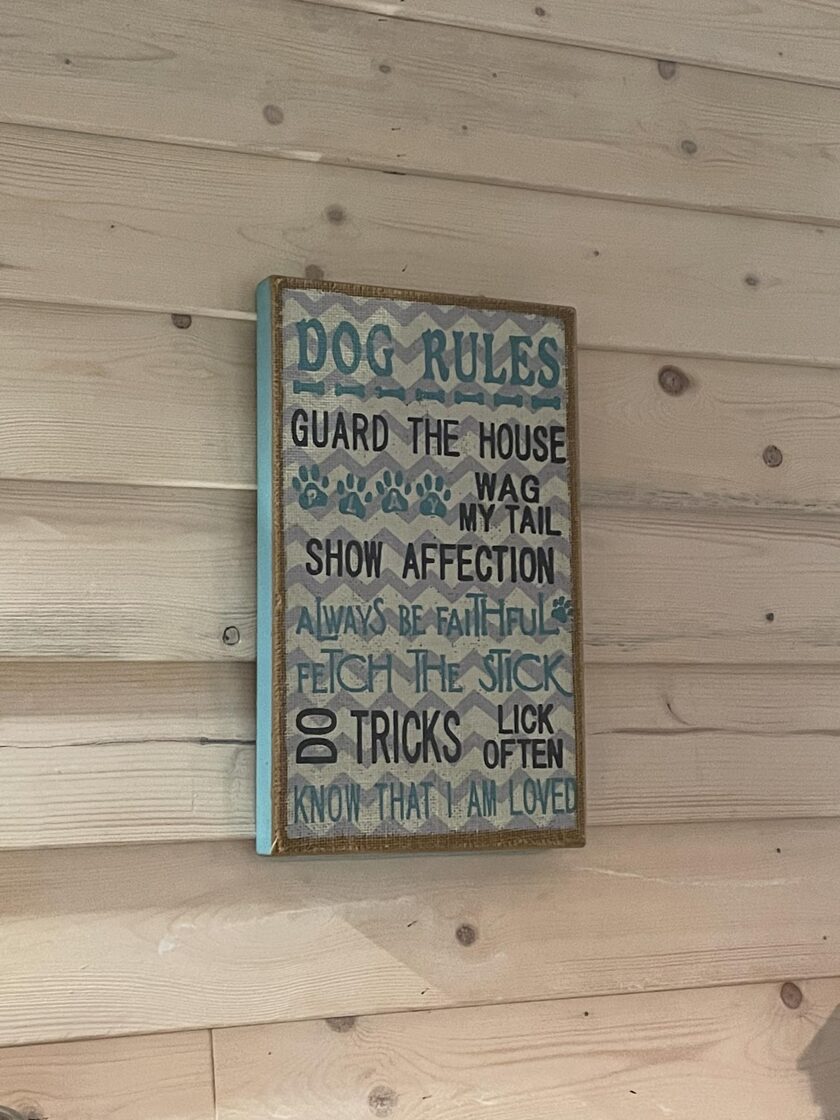 DOG RULES
GUARD THE HOUSE
PLAY WAG
MY TAIL
SHOW AFFECTION
ALWAYS BE FAITHFUL
FETCH THE STICK
DO TRICKS LICK
OFTEN
KNOW THAT I AM LOVED